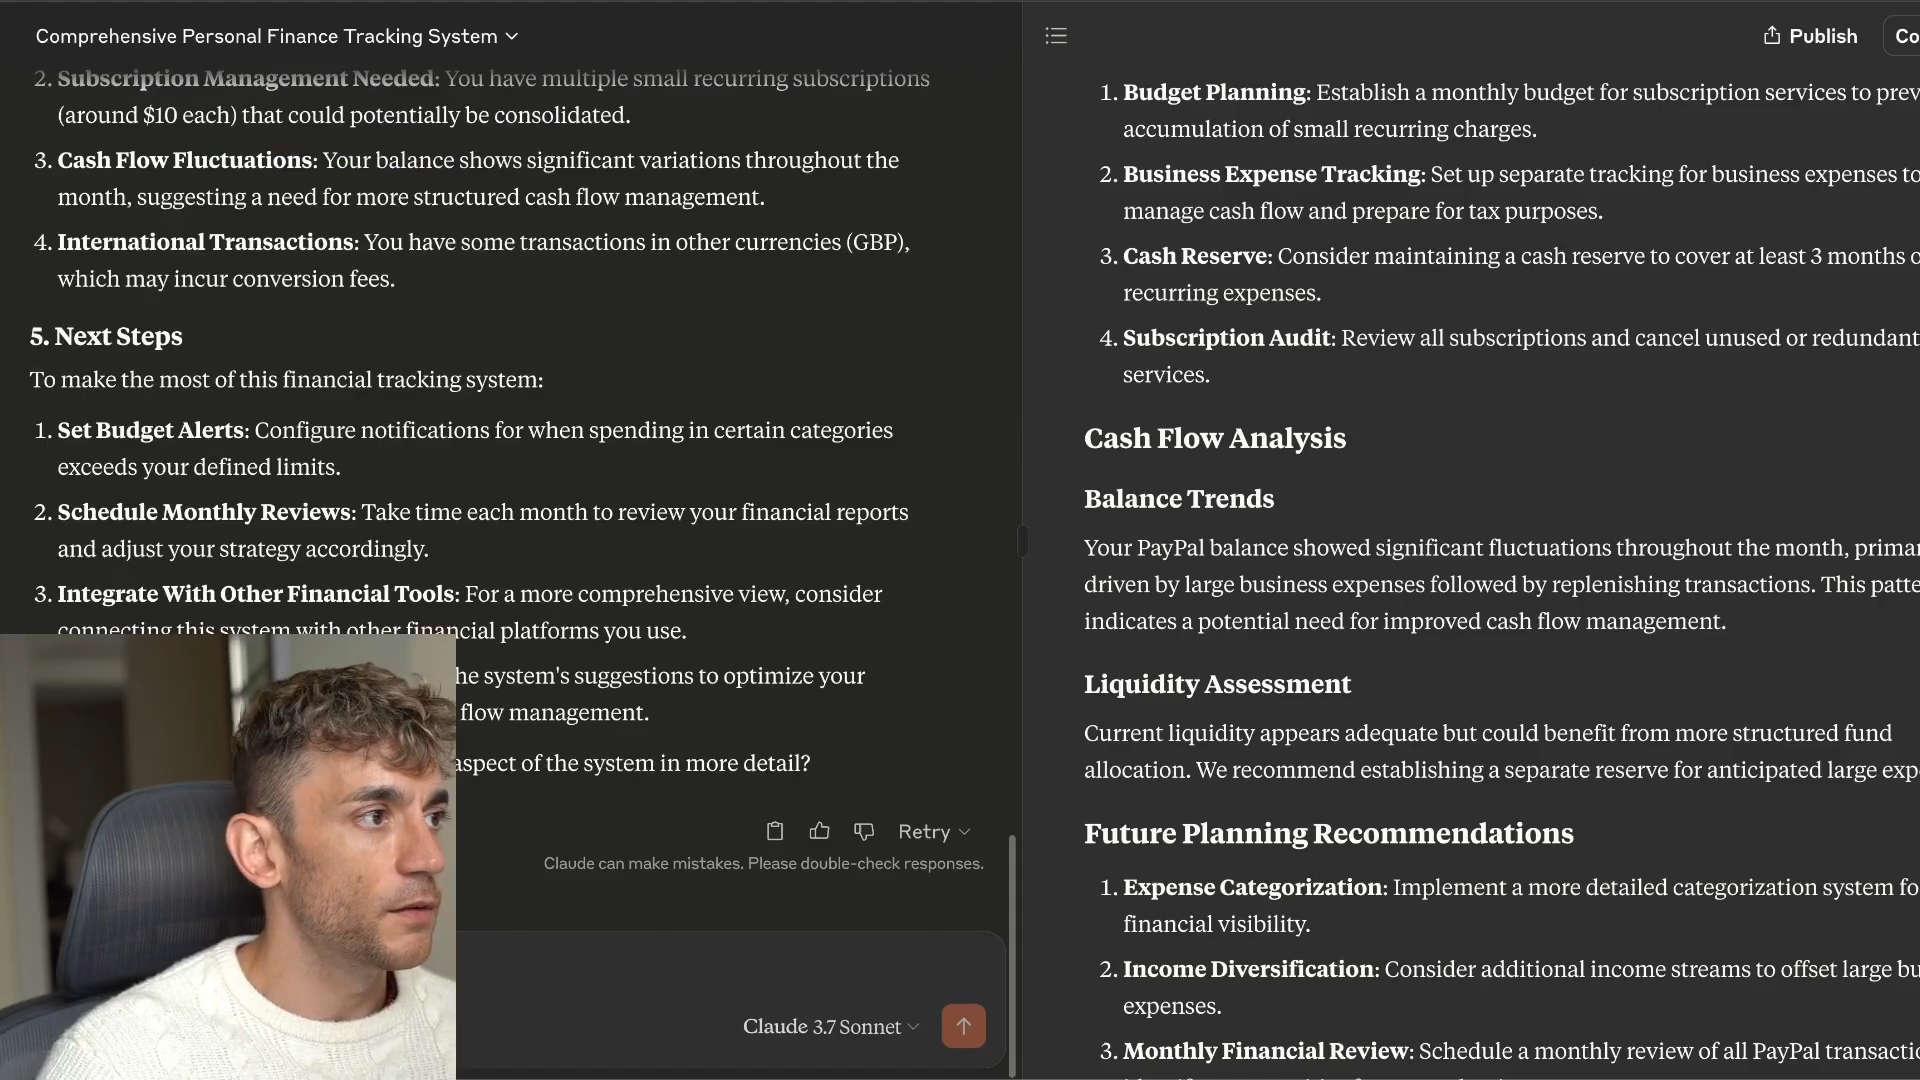 Comprehensive Personal Finance Tracking System
2. Subscription Management Needed: You have multiple small recurring subscriptions
(around $10 each) that could potentially be consolidated.
3. Cash Flow Fluctuations: Your balance shows significant variations throughout the
month, suggesting a need for more structured cash flow management.
4. International Transactions: You have some transactions in other currencies (GBP),
which may incur conversion fees.
5. Next Steps
To make the most of this financial tracking system:
1. Set Budget Alerts: Configure notifications for when spending in certain categories
exceeds your defined limits.
2. Schedule Monthly Reviews: Take time each month to review your financial reports
and adjust your strategy accordingly.
3. Integrate With Other Financial Tools: For a more comprehensive view, consider
connecting this system with other financial platforms you use.
he system's suggestions to optimize your
flow management.
aspect of the system in more detail?
Retry
Claude can make mistakes. Please double-check responses.
Claude 3.7 Sonnet
Publish
Co
1. Budget Planning: Establish a monthly budget for subscription services to prev
accumulation of small recurring charges.
2. Business Expense Tracking: Set up separate tracking for business expenses to
manage cash flow and prepare for tax purposes.
3. Cash Reserve: Consider maintaining a cash reserve to cover at least 3 months o
recurring expenses.
4. Subscription Audit: Review all subscriptions and cancel unused or redundant
services.
Cash Flow Analysis
Balance Trends
Your PayPal balance showed significant fluctuations throughout the month, primar
driven by large business expenses followed by replenishing transactions. This patte
indicates a potential need for improved cash flow management.
Liquidity Assessment
Current liquidity appears adequate but could benefit from more structured fund
allocation. We recommend establishing a separate reserve for anticipated large exp
Future Planning Recommendations
1. Expense Categorization: Implement a more detailed categorization system fo
financial visibility.
2. Income Diversification: Consider additional income streams to offset large bu
expenses.
3. Monthly Financial Review: Schedule a monthly review of all PayPal transactio